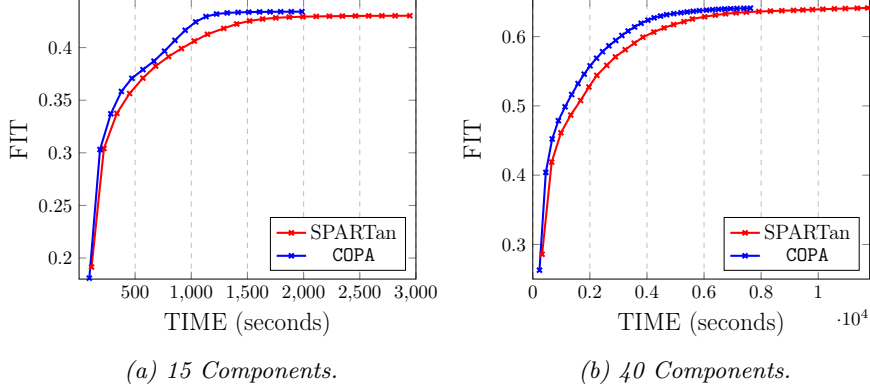 0.4
0.35
0.3
0.25
0.2
FIT
500
1,000
1,500
2,000
2,500
3,000
TIME (seconds)
SPARTan
COPA
(a) 15 Components.
0.6
0.5
0.4
0.3
FIT
0
0.2
0.4
0.6
0.8
1
·10⁴
TIME (seconds)
SPARTan
COPA
(b) 40 Components.